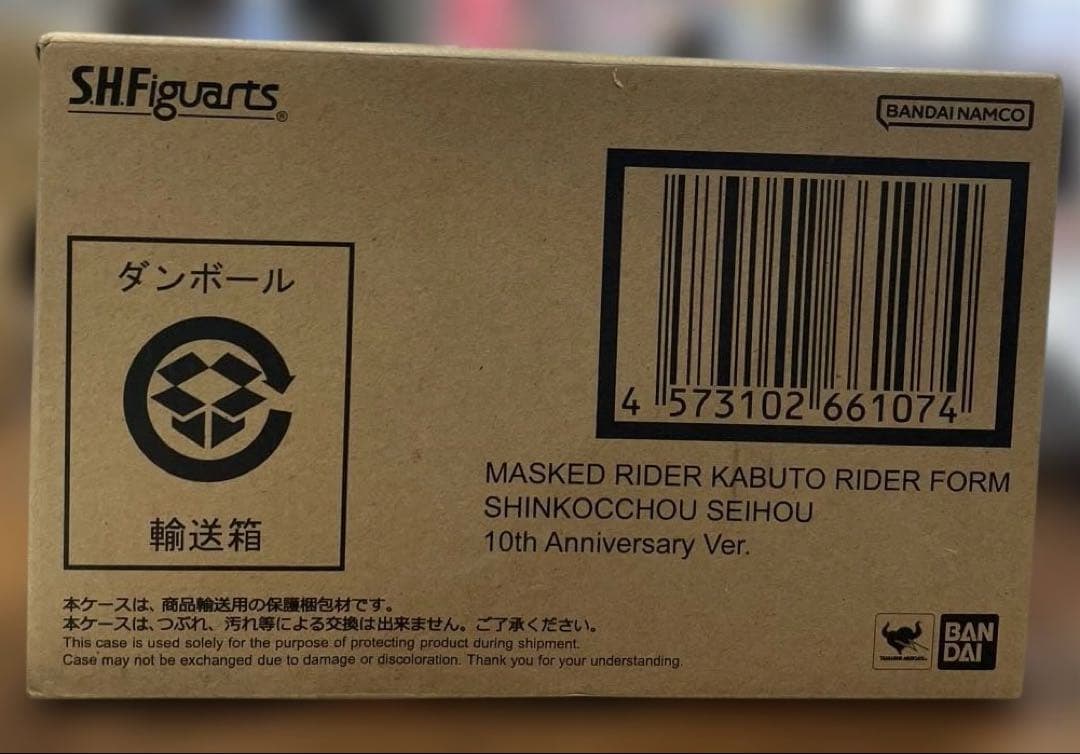 S.H.Figuarts®
BANDAI NAMCO
ダンボール
輸送箱
4 573102 661074
MASKED RIDER KABUTO RIDER FORM
SHINKOCCHOU SEIHOU
10th Anniversary Ver.
本ケースは、商品輸送用の保護梱包材です。
本ケースは、つぶれ、汚れ等による交換は出来ません。ご了承ください。
This case is used solely for the purpose of protecting product during shipment.
Case may not be exchanged due to damage or discoloration. Thank you for your understanding.
BAN
DAI